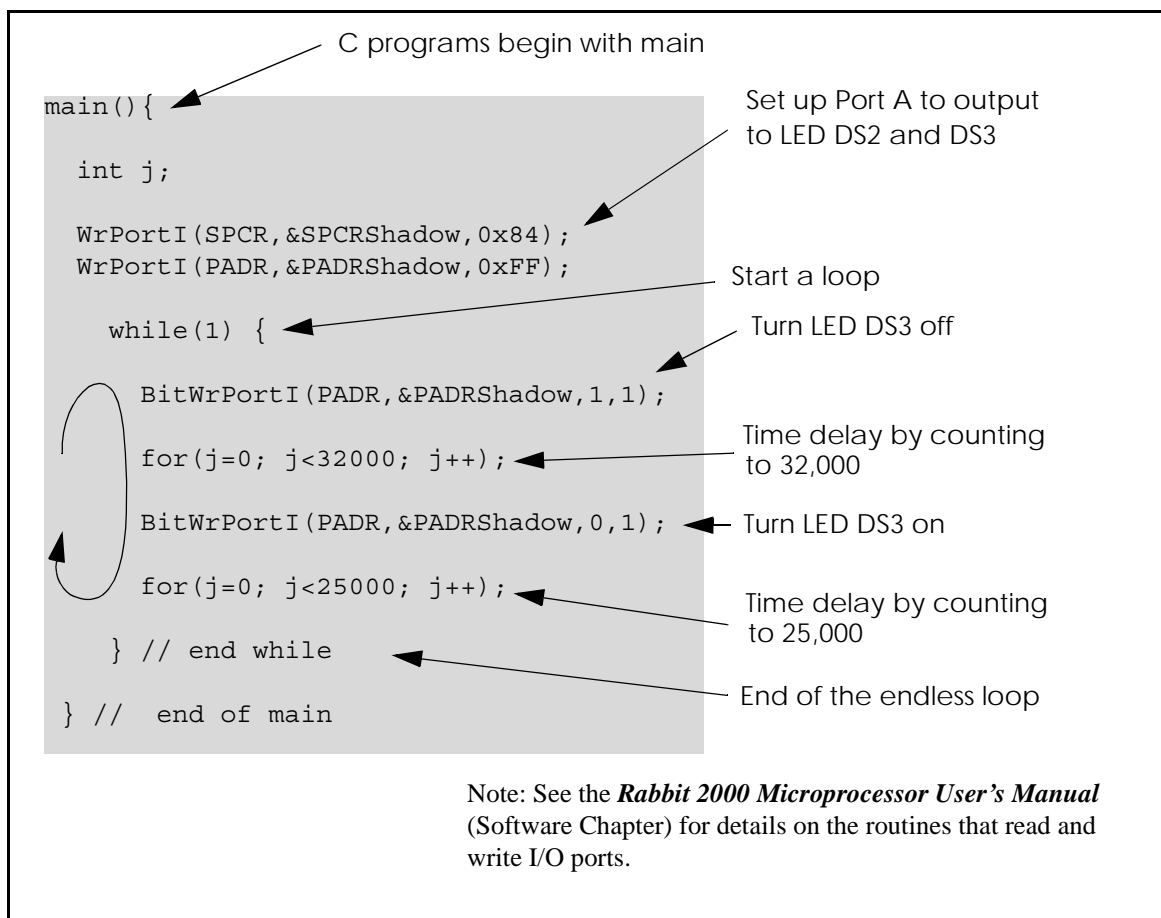 C programs begin with main
main(){
Set up Port A to output
to LED DS2 and DS3
int j;
WrPortI(SPCR,&SPCRShadow,0x84);
WrPortI(PADR,&PADRShadow,0xFF);
Start a loop
while(1) {
Turn LED DS3 off
BitWrPortI(PADR,&PADRShadow,1,1);
Time delay by counting
to 32,000
for(j=0; j<32000; j++);
BitWrPortI(PADR,&PADRShadow,0,1);
Turn LED DS3 on
for(j=0; j<25000; j++);
Time delay by counting
to 25,000
} // end while
End of the endless loop
} //  end of main
Note: See the Rabbit 2000 Microprocessor User's Manual
(Software Chapter) for details on the routines that read and
write I/O ports.